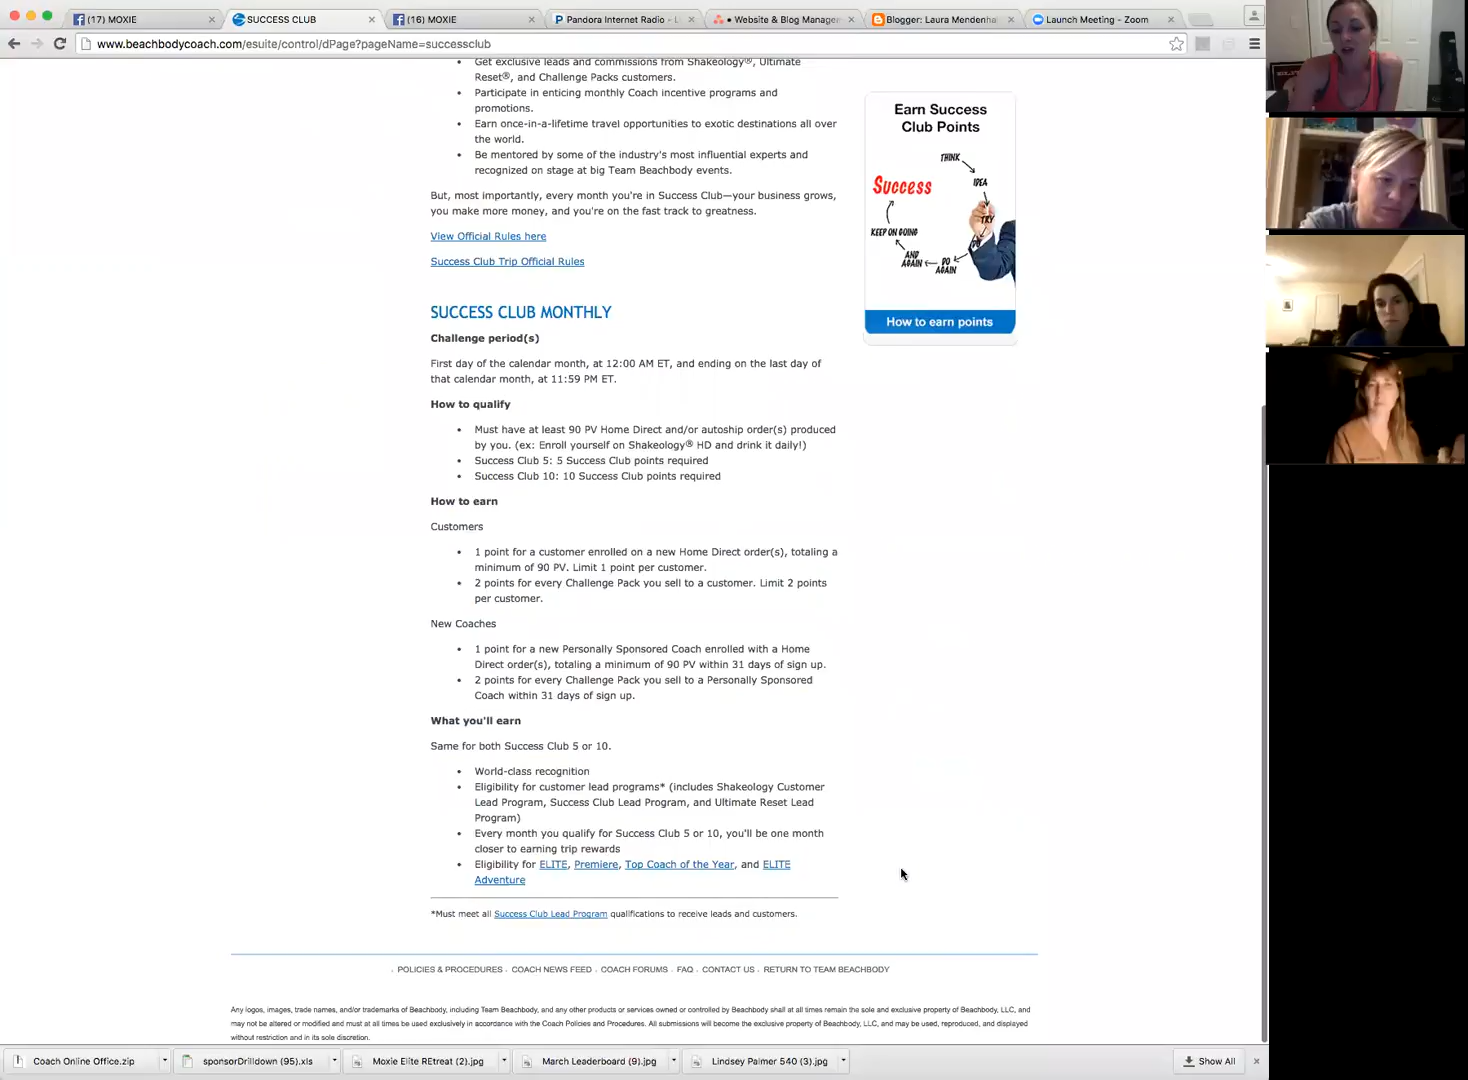 (17) MOXIE
SUCCESS CLUB
(16) MOXIE
Pandora Internet Radio - L
• Website & Blog Manage
Blogger: Laura Mendenha
Launch Meeting - Zoom
www.beachbodycoach.com/esuite/control/dPage?pageName=successclub
Get exclusive leads and commissions from Shakeology®, Ultimate
Reset®, and Challenge Packs customers.
Participate in enticing monthly Coach incentive programs and
promotions.
Earn once-in-a-lifetime travel opportunities to exotic destinations all over
the world.
Be mentored by some of the industry's most influential experts and
recognized on stage at big Team Beachbody events.
But, most importantly, every month you're in Success Club—your business grows,
you make more money, and you're on the fast track to greatness.
View Official Rules here
Success Club Trip Official Rules
Earn Success
Club Points
THINK
IDEA
TRY
DO
DO
AGAIN
AND
AGAIN
KEEP ON GOING
Success
How to earn points
SUCCESS CLUB MONTHLY
Challenge period(s)
First day of the calendar month, at 12:00 AM ET, and ending on the last day of
that calendar month, at 11:59 PM ET.
How to qualify
Must have at least 90 PV Home Direct and/or autoship order(s) produced
by you. (ex: Enroll yourself on Shakeology® HD and drink it daily!)
Success Club 5: 5 Success Club points required
Success Club 10: 10 Success Club points required
How to earn
Customers
1 point for a customer enrolled on a new Home Direct order(s), totaling a
minimum of 90 PV. Limit 1 point per customer.
2 points for every Challenge Pack you sell to a customer. Limit 2 points
per customer.
New Coaches
1 point for a new Personally Sponsored Coach enrolled with a Home
Direct order(s), totaling a minimum of 90 PV within 31 days of sign up.
2 points for every Challenge Pack you sell to a Personally Sponsored
Coach within 31 days of sign up.
What you'll earn
Same for both Success Club 5 or 10.
World-class recognition
Eligibility for customer lead programs* (includes Shakeology Customer
Lead Program, Success Club Lead Program, and Ultimate Reset Lead
Program)
Every month you qualify for Success Club 5 or 10, you'll be one month
closer to earning trip rewards
Eligibility for ELITE, Premiere, Top Coach of the Year, and ELITE
Adventure
*Must meet all Success Club Lead Program qualifications to receive leads and customers.
. POLICIES & PROCEDURES . COACH NEWS FEED . COACH FORUMS . FAQ . CONTACT US . RETURN TO TEAM BEACHBODY
Any logos, images, trade names, and/or trademarks of Beachbody, including Team Beachbody, and any other products or services owned or controlled by Beachbody shall at all times remain the sole and exclusive property of Beachbody, LLC, and
may not be altered or modified and must at all times be used exclusively in accordance with the Coach Policies and Procedures. All submissions will become the exclusive property of Beachbody, LLC, and may be used, reproduced, and displayed
without restriction and in its sole discretion.
Coach Online Office.zip
sponsorDrilldown (95).xls
Moxie Elite REtreat (2).jpg
March Leaderboard (9).jpg
Lindsey Palmer 540 (3).jpg
Show All